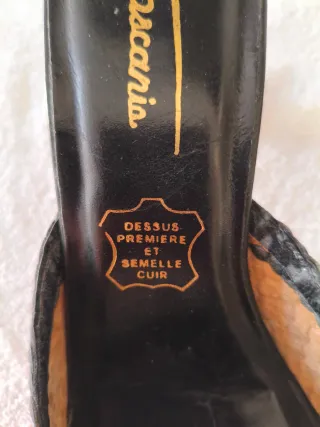 DESSUS
PREMIERE
ET
SEMELLE
CUIR